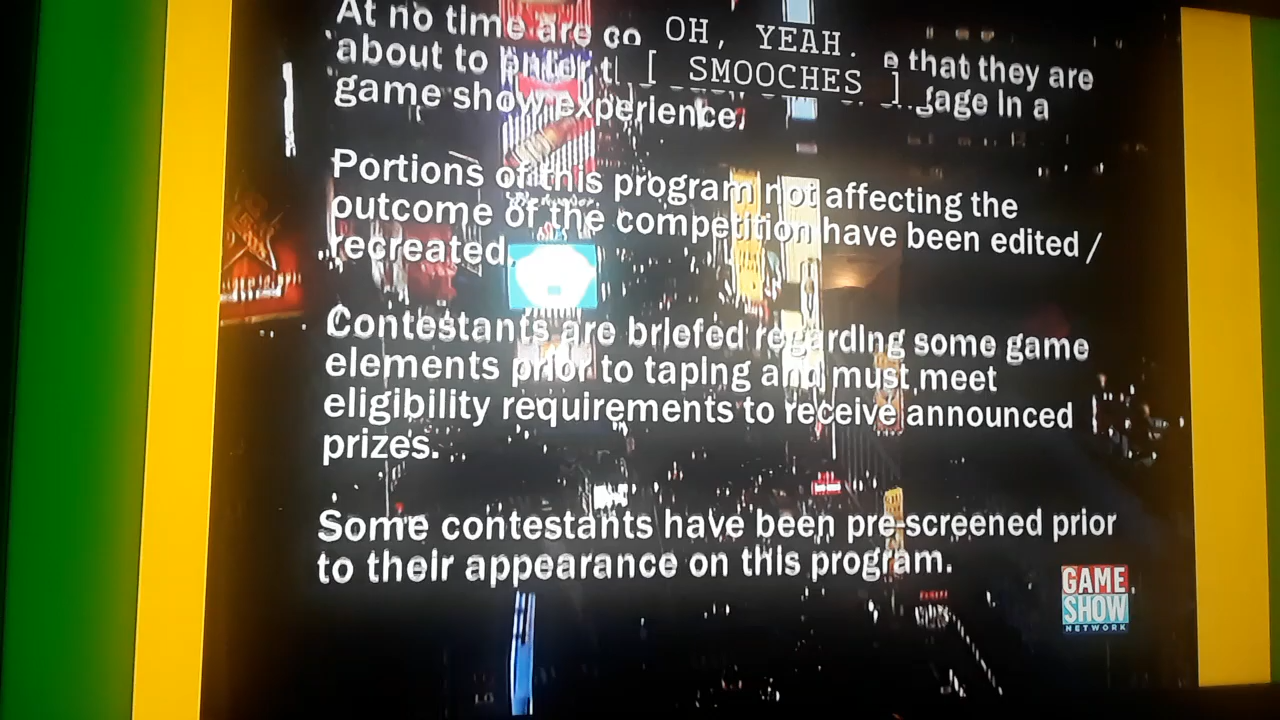 At no time are co
OH, YEAH.
that they are
about to enter t
[ SMOOCHES ]
gage in a
game show experience.
Portions of this program not affecting the
outcome of the competition have been edited /
recreated.
Contestants are briefed regarding some game
elements prior to taping and must meet
eligibility requirements to receive announced
prizes.
Some contestants have been pre-screened prior
to their appearance on this program.
GAME
SHOW
NETWORK